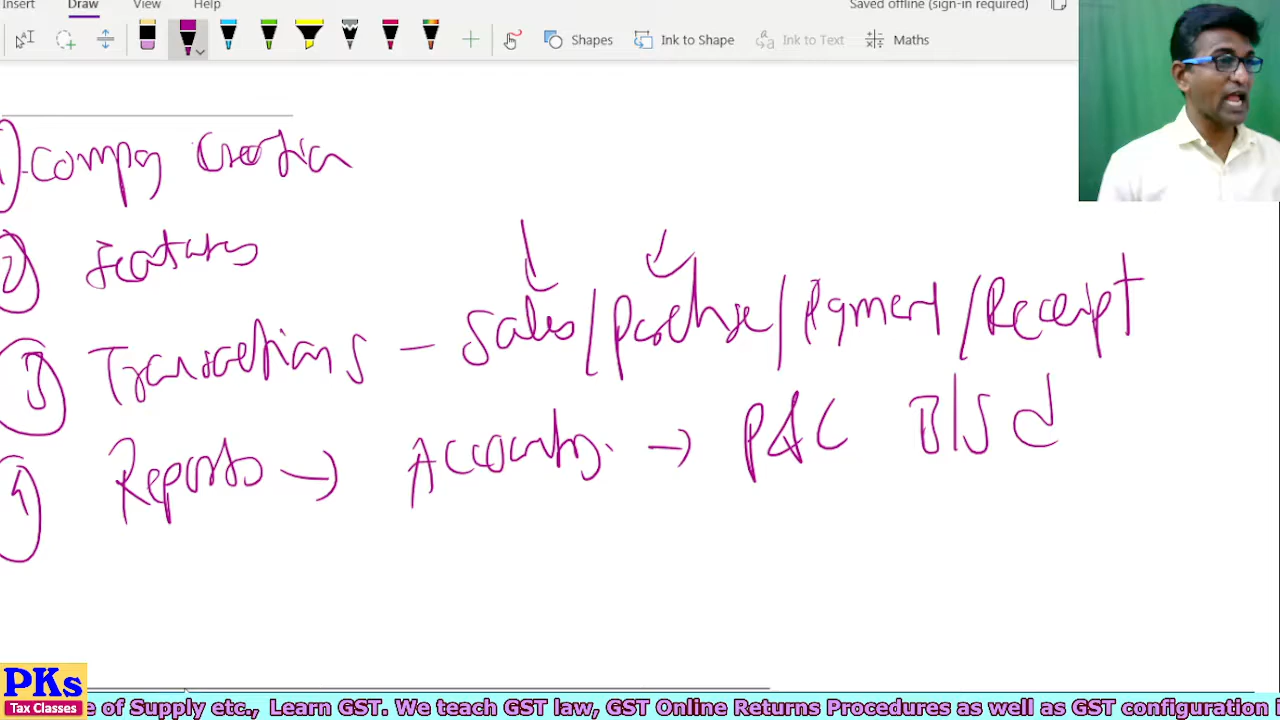 Insert Draw View Help Saved offline (sign-in required)
Shapes Ink to Shape Ink to Text Maths
1 Compny Creation
2 Features
3 Transactions - Sales / Purchase / Payment / Receipt
4 Reports → Accounting. → P&L B/S
PKs
Tax Classes
e of Supply etc., Learn GST. We teach GST law, GST Online Returns Procedures as well as GST configuration i